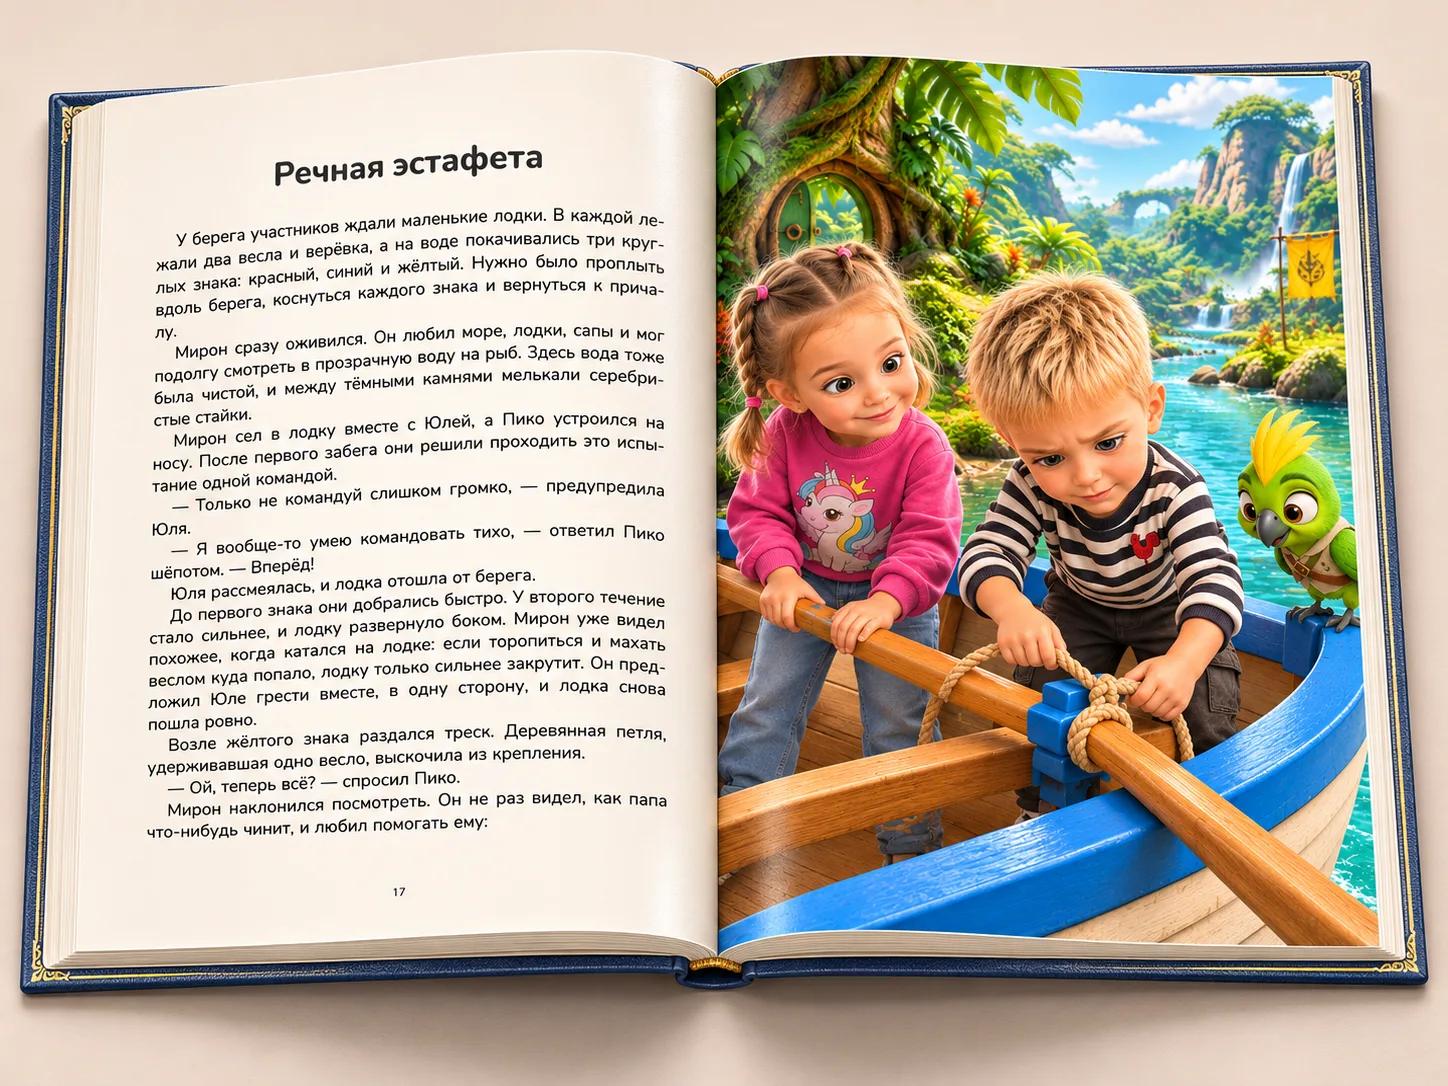 Речная эстафета
У берега участников ждали маленькие лодки. В каждой ле-
жали два весла и верёвка, а на воде покачивались три круг-
лых знака: красный, синий и жёлтый. Нужно было проплыть
вдоль берега, коснуться каждого знака и вернуться к прича-
лу.
Мирон сразу оживился. Он любил море, лодки, сапы и мог
подолгу смотреть в прозрачную воду на рыб. Здесь вода тоже
была чистой, и между тёмными камнями мелькали серебри-
стые стайки.
Мирон сел в лодку вместе с Юлей, а Пико устроился на
носу. После первого забега они решили проходить это испы-
тание одной командой.
— Только не командуй слишком громко, — предупредила
Юля.
— Я вообще-то умею командовать тихо, — ответил Пико
шёпотом. — Вперёд!
Юля рассмеялась, и лодка отошла от берега.
До первого знака они добрались быстро. У второго течение
стало сильнее, и лодку развернуло боком. Мирон уже видел
похожее, когда катался на лодке: если торопиться и махать
веслом куда попало, лодку только сильнее закрутит. Он пред-
ложил Юле грести вместе, в одну сторону, и лодка снова
пошла ровно.
Возле жёлтого знака раздался треск. Деревянная петля,
удерживавшая одно весло, выскочила из крепления.
— Ой, теперь всё? — спросил Пико.
Мирон наклонился посмотреть. Он не раз видел, как папа
что-нибудь чинит, и любил помогать ему:
17